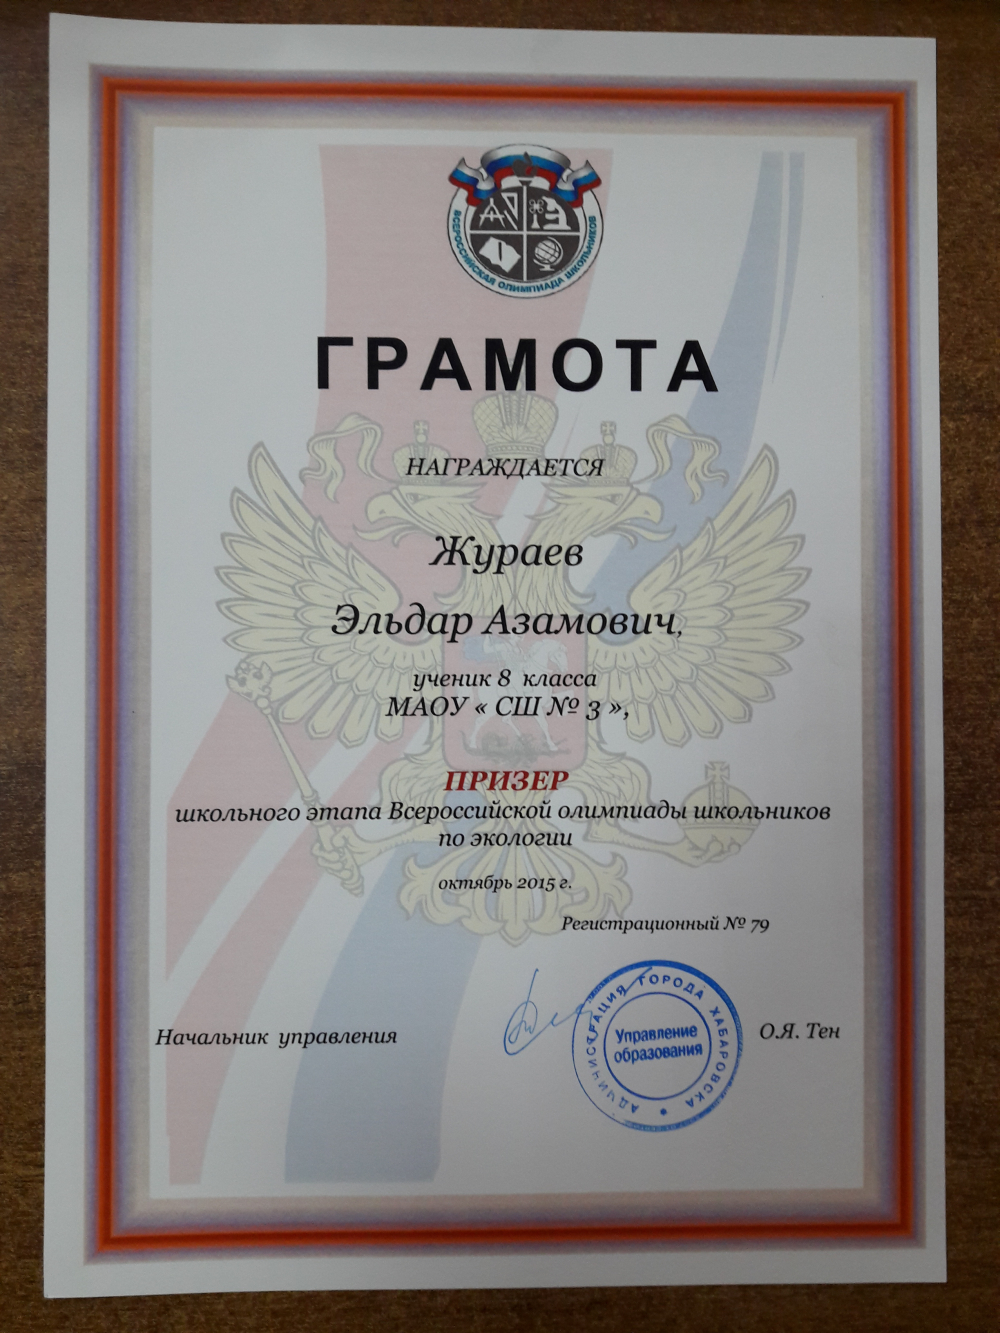 ВСЕРОССИЙСКАЯ ОЛИМПИАДА ШКОЛЬНИКОВ
ГРАМОТА
НАГРАЖДАЕТСЯ
Жураев
Эльдар Азамович,
ученик 8 класса
МАОУ « СШ № 3 »,
ПРИЗЕР
школьного этапа Всероссийской олимпиады школьников
по экологии
октябрь 2015 г.
Регистрационный № 79
Начальник управления
О.Я. Тен
АДМИНИСТРАЦИЯ ГОРОДА ХАБАРОВСКА
Управление
образования